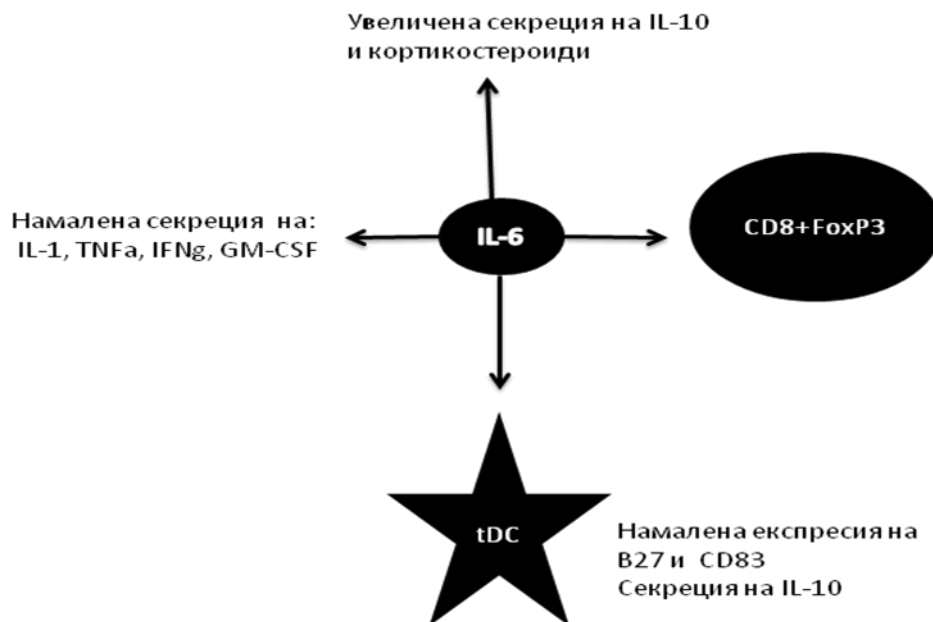 Увеличена секреция на IL-10
и кортикостероиди
Намалена секреция на:
IL-1, TNFa, IFNg, GM-CSF
IL-6
CD8+FoxP3
tDC
Намалена експресия на
B27 и CD83
Секреция на IL-10